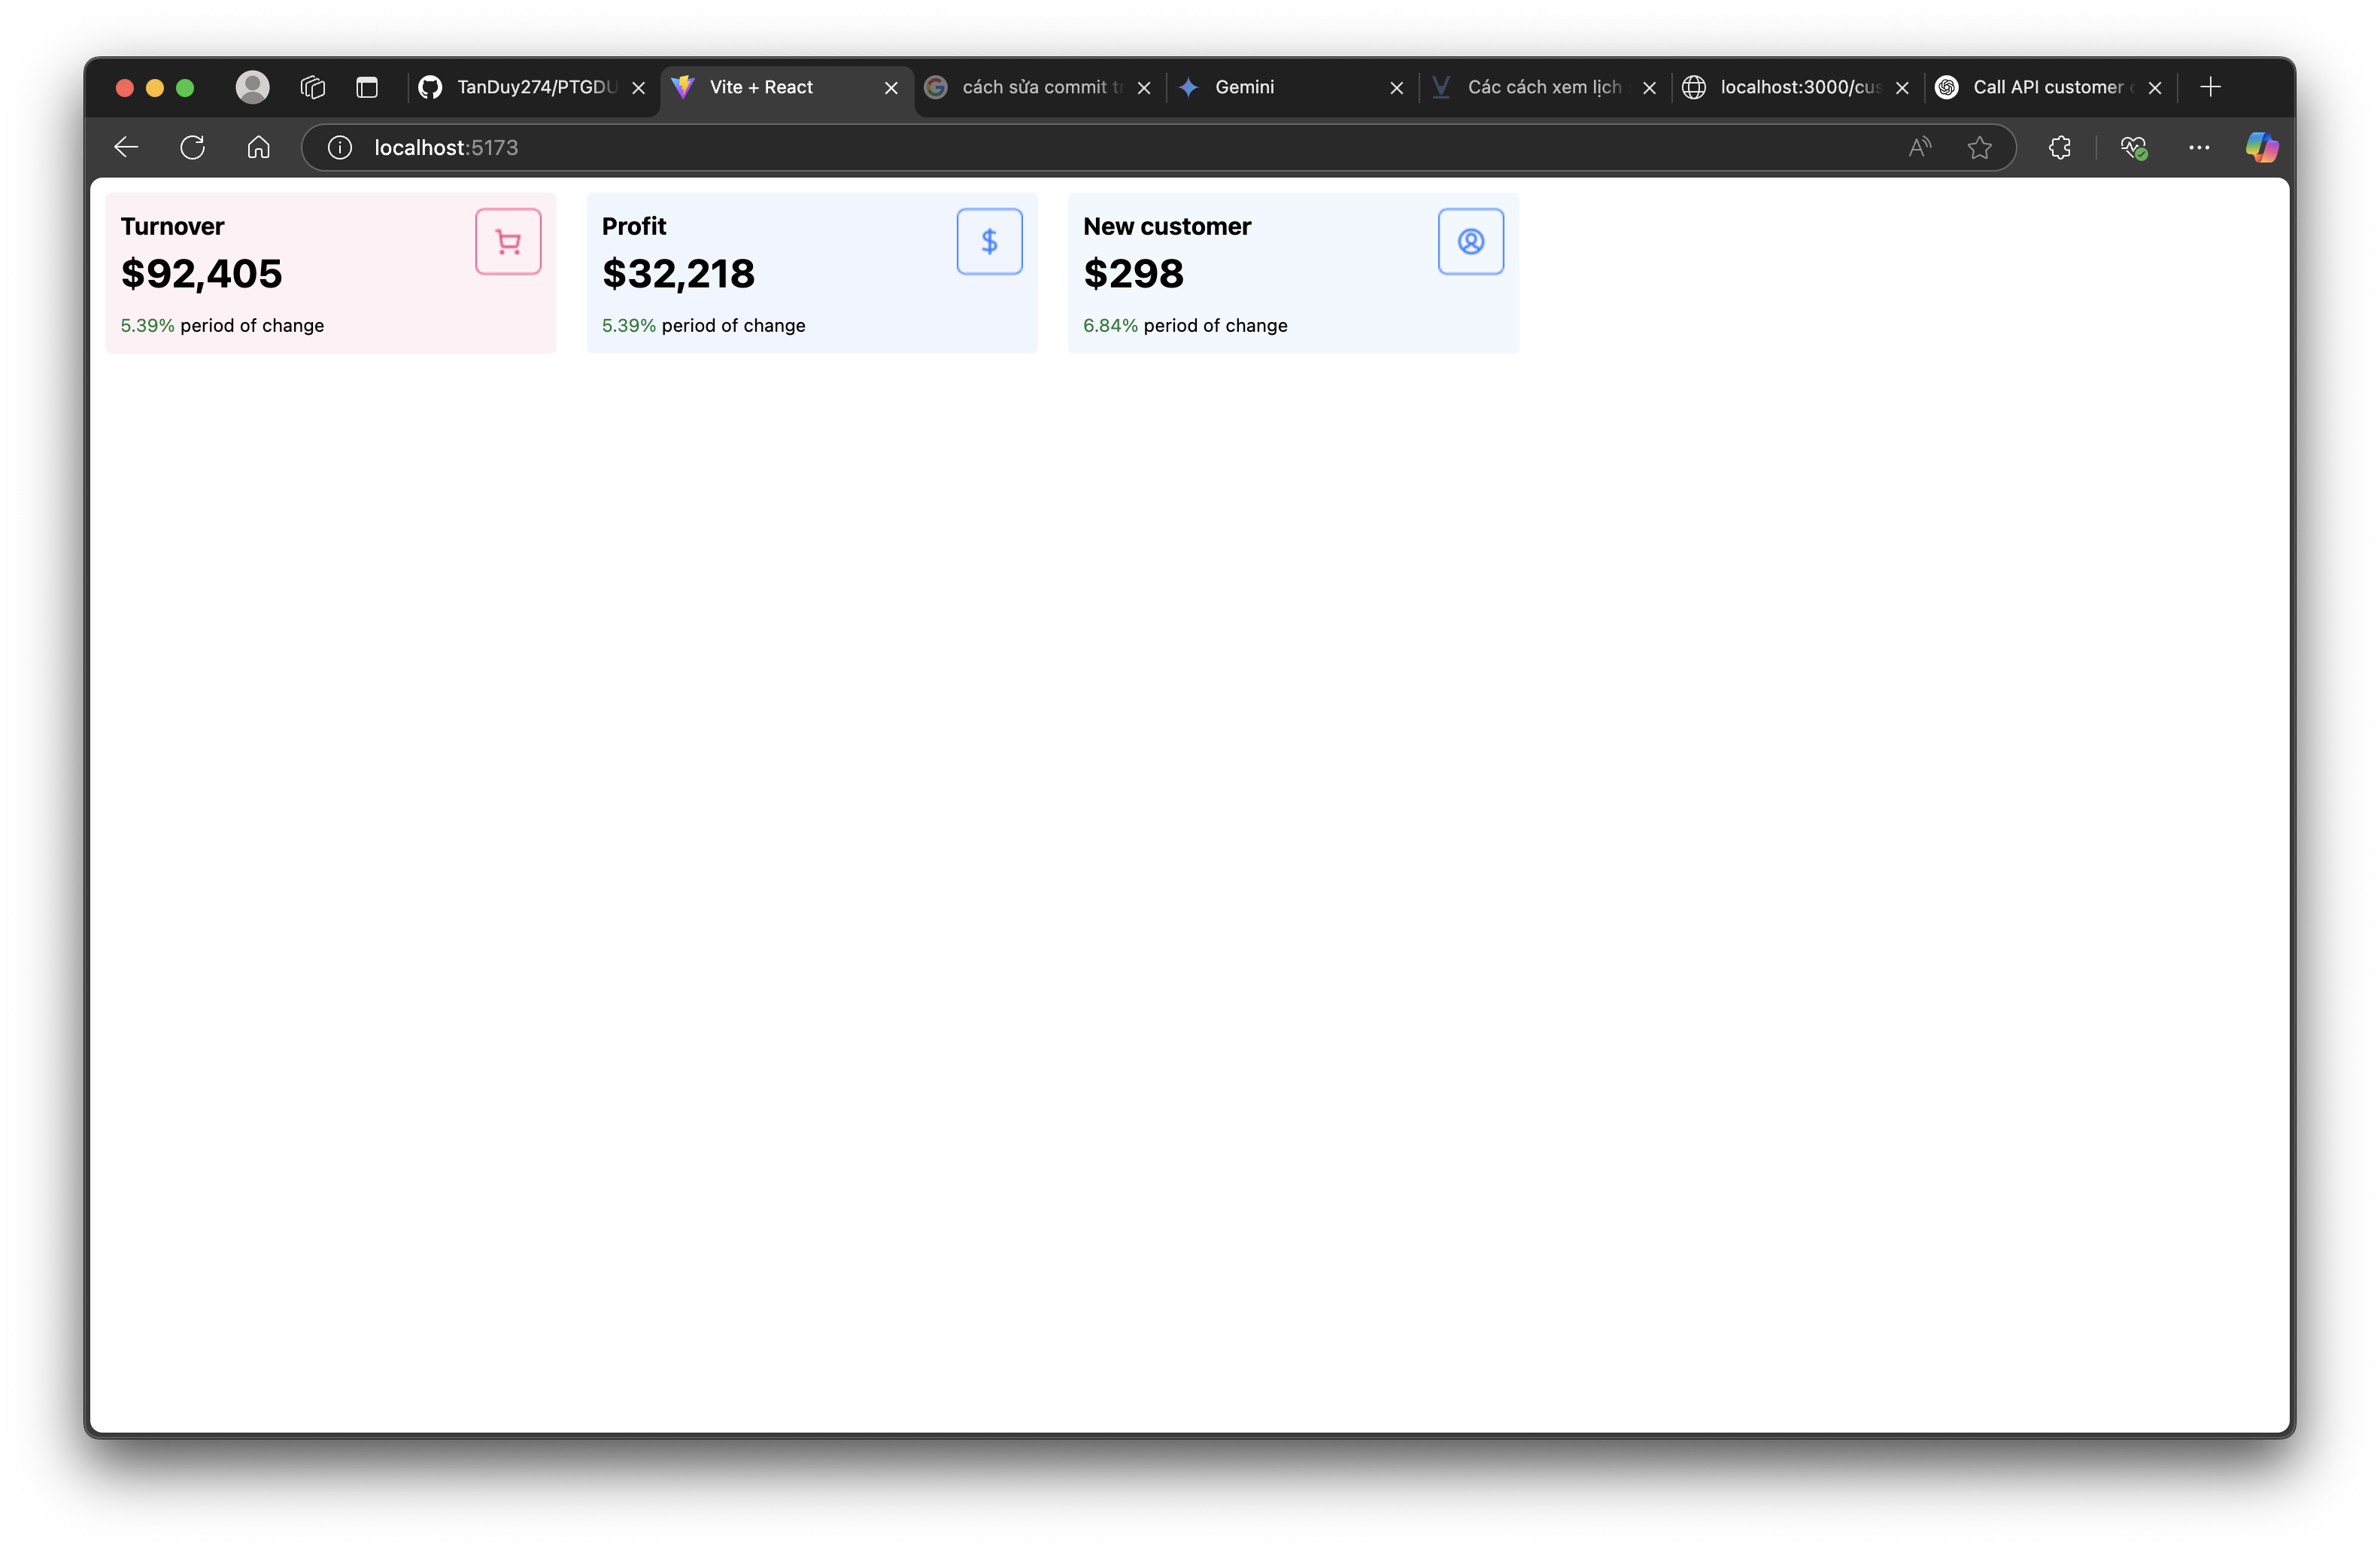 TanDuy274/PTGDU
Vite + React
cách sửa commit tr
Gemini
Các cách xem lịch
localhost:3000/cus
Call API customer
localhost:5173
Turnover
$92,405
5.39% period of change
Profit
$32,218
5.39% period of change
New customer
$298
6.84% period of change